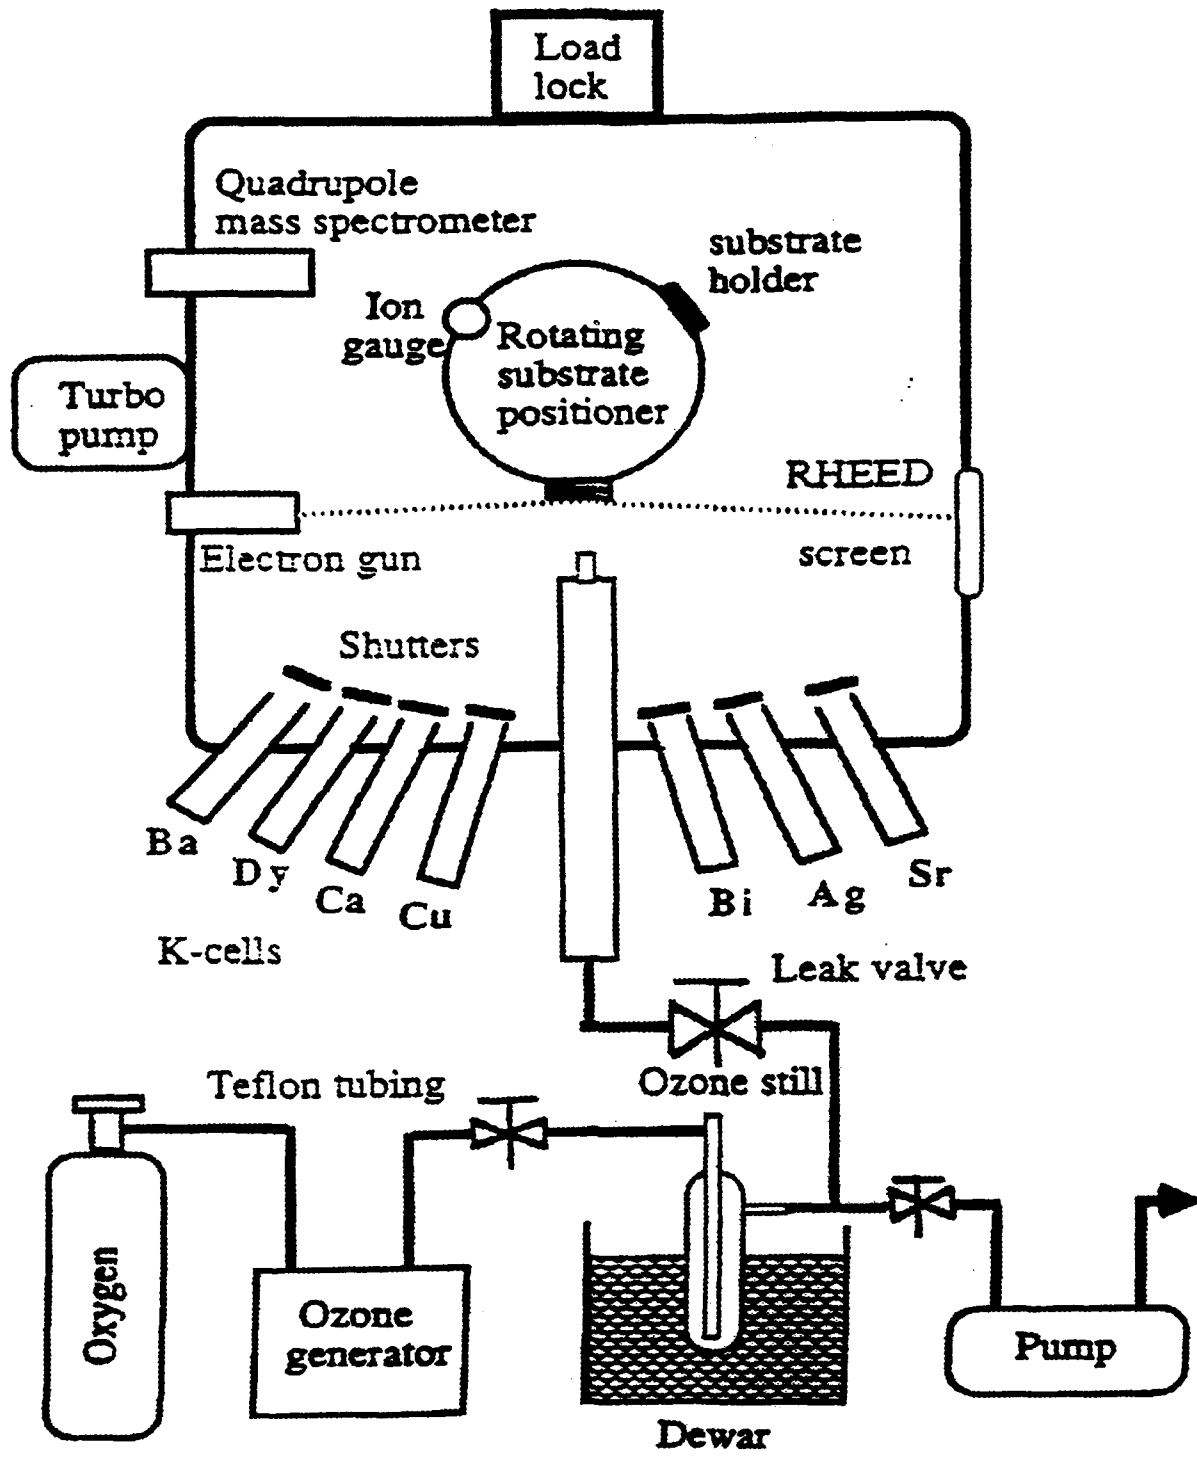 Load
lock
Quadrupole
mass spectrometer
substrate
holder
Ion
gauge
Rotating
substrate
positioner
Turbo
pump
RHEED
screen
Electron gun
Shutters
Ba
Dy
Ca
Cu
Bi
Ag
Sr
K-cells
Leak valve
Ozone still
Teflon tubing
Oxygen
Ozone
generator
Pump
Dewar